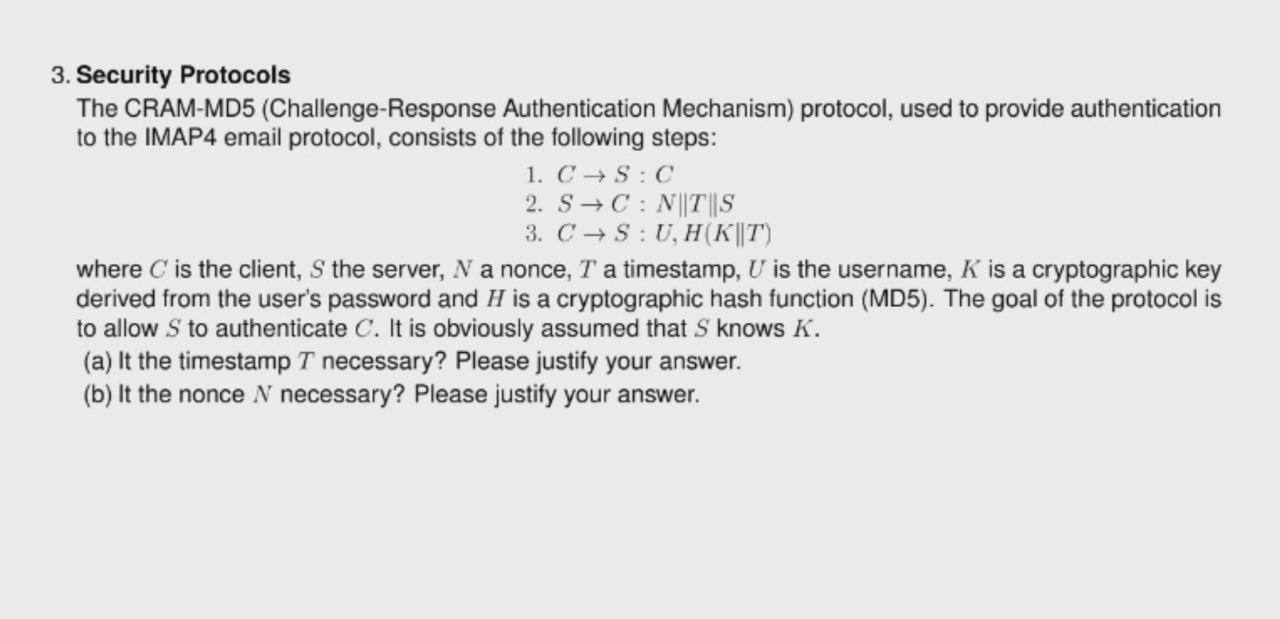 3. Security Protocols
The CRAM-MD5 (Challenge-Response Authentication Mechanism) protocol, used to provide authentication
to the IMAP4 email protocol, consists of the following steps:
1. C → S : C
2. S → C : N||T||S
3. C → S : U, H(K||T)
where C is the client, S the server, N a nonce, T a timestamp, U is the username, K is a cryptographic key
derived from the user's password and H is a cryptographic hash function (MD5). The goal of the protocol is
to allow S to authenticate C. It is obviously assumed that S knows K.
(a) It the timestamp T necessary? Please justify your answer.
(b) It the nonce N necessary? Please justify your answer.